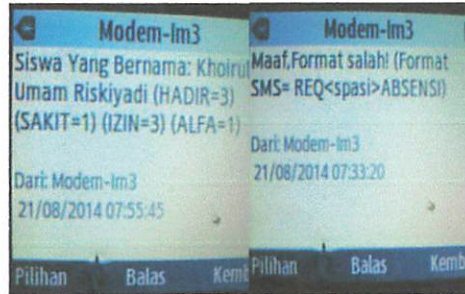 Modem-Im3
Siswa Yang Bernama: Khoirul
Umam Riskiyadi (HADIR=3)
(SAKIT=1) (IZIN=3) (ALFA=1)
Dari: Modem-Im3
21/08/2014 07:55:45
Pilihan Balas Kemb
Modem-Im3
Maaf,Format salah! (Format
SMS= REQ<spasi>ABSENSI)
Dari: Modem-Im3
21/08/2014 07:33:20
Pilihan Balas Kemb